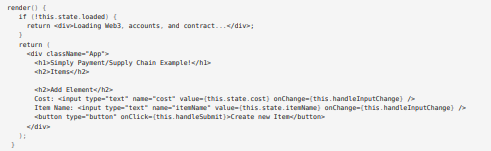 render() {
if (!this.state.loaded) {
return <div>Loading Web3, accounts, and contract...</div>;
}
return (
<div className="App">
<h1>Simply Payment/Supply Chain Example!</h1>
<h2>Items</h2>
<h2>Add Element</h2>
Cost: <input type="text" name="cost" value={this.state.cost} onChange={this.handleInputChange} />
Item Name: <input type="text" name="itemName" value={this.state.itemName} onChange={this.handleInputChange} />
<button type="button" onClick={this.handleSubmit}>Create new Item</button>
</div>
);
}